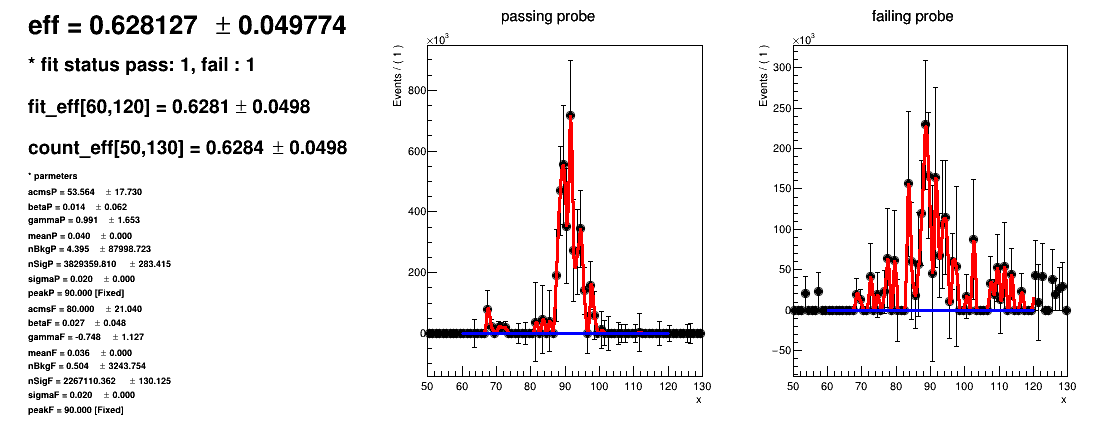 eff = 0.628127 ± 0.049774
* fit status pass: 1, fail : 1
fit_eff[60,120] = 0.6281 ± 0.0498
count_eff[50,130] = 0.6284 ± 0.0498
* parmeters
acmsP = 53.564 ± 17.730
betaP = 0.014 ± 0.062
gammaP = 0.991 ± 1.653
meanP = 0.040 ± 0.000
nBkgP = 4.395 ± 87998.723
nSigP = 3829359.810 ± 283.415
sigmaP = 0.020 ± 0.000
peakP = 90.000 [Fixed]
acmsF = 80.000 ± 21.040
betaF = 0.027 ± 0.048
gammaF = -0.748 ± 1.127
meanF = 0.036 ± 0.000
nBkgF = 0.504 ± 3243.754
nSigF = 2267110.362 ± 130.125
sigmaF = 0.020 ± 0.000
peakF = 90.000 [Fixed]
passing probe
×10³
Events / ( 1 )
800
600
400
200
0
50 60 70 80 90 100 110 120 130
x
failing probe
×10³
Events / ( 1 )
300
250
200
150
100
50
0
−50
50 60 70 80 90 100 110 120 130
x